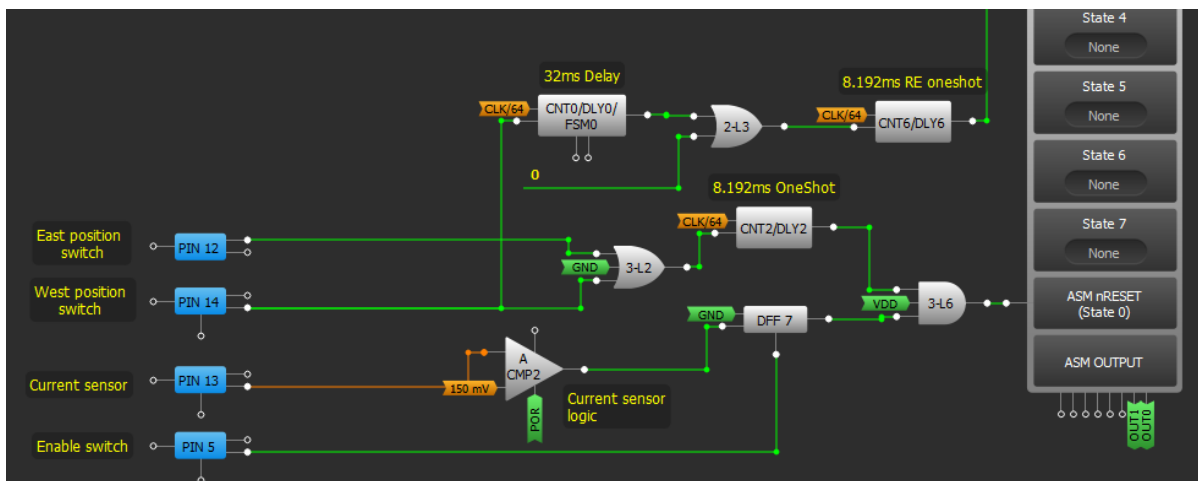 State 4
None
32ms Delay
8.192ms RE oneshot
State 5
None
CLK/64
CNT0/DLY0/
FSM0
2-L3
CLK/64
CNT6/DLY6
State 6
None
0
8.192ms OneShot
State 7
None
CLK/64
CNT2/DLY2
East position
switch
PIN 12
GND
3-L2
West position
switch
PIN 14
VDD
3-L6
ASM nRESET
(State 0)
GND
DFF 7
A
CMP2
ASM OUTPUT
Current sensor
PIN 13
150 mV
Current sensor
logic
POR
OUT1
OUT0
Enable switch
PIN 5